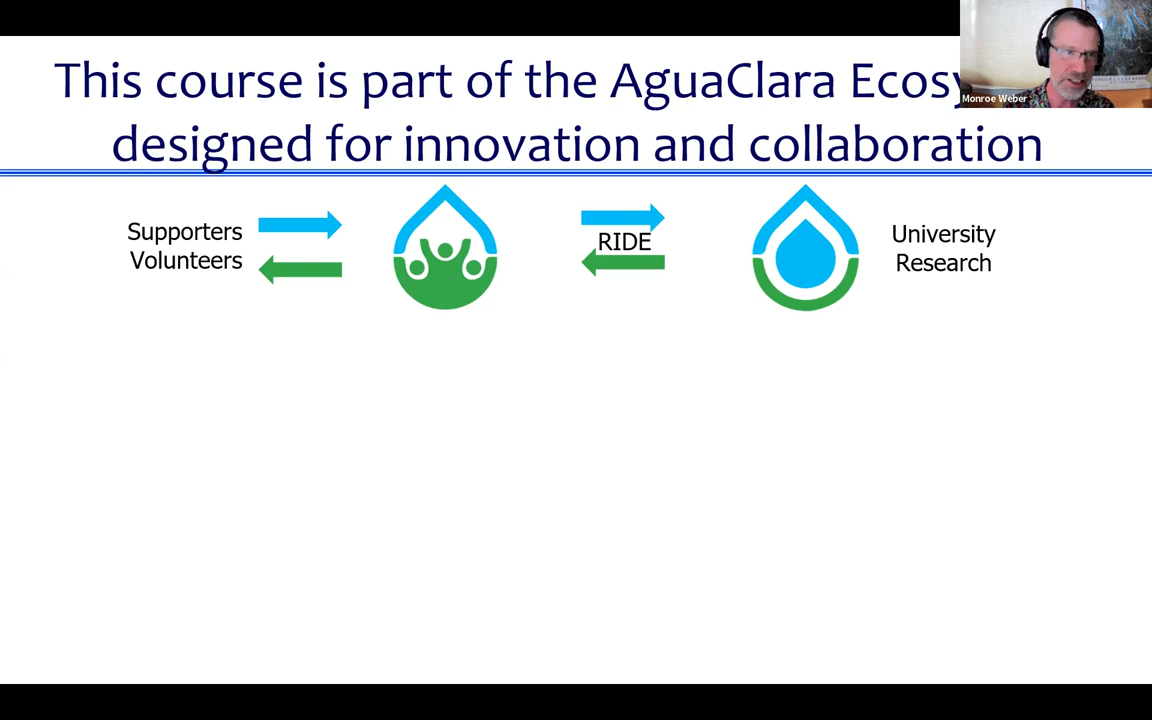 This course is part of the AguaClara
designed for innovation and collaboration
Monroe Weber
Supporters
Volunteers
RIDE
University
Research